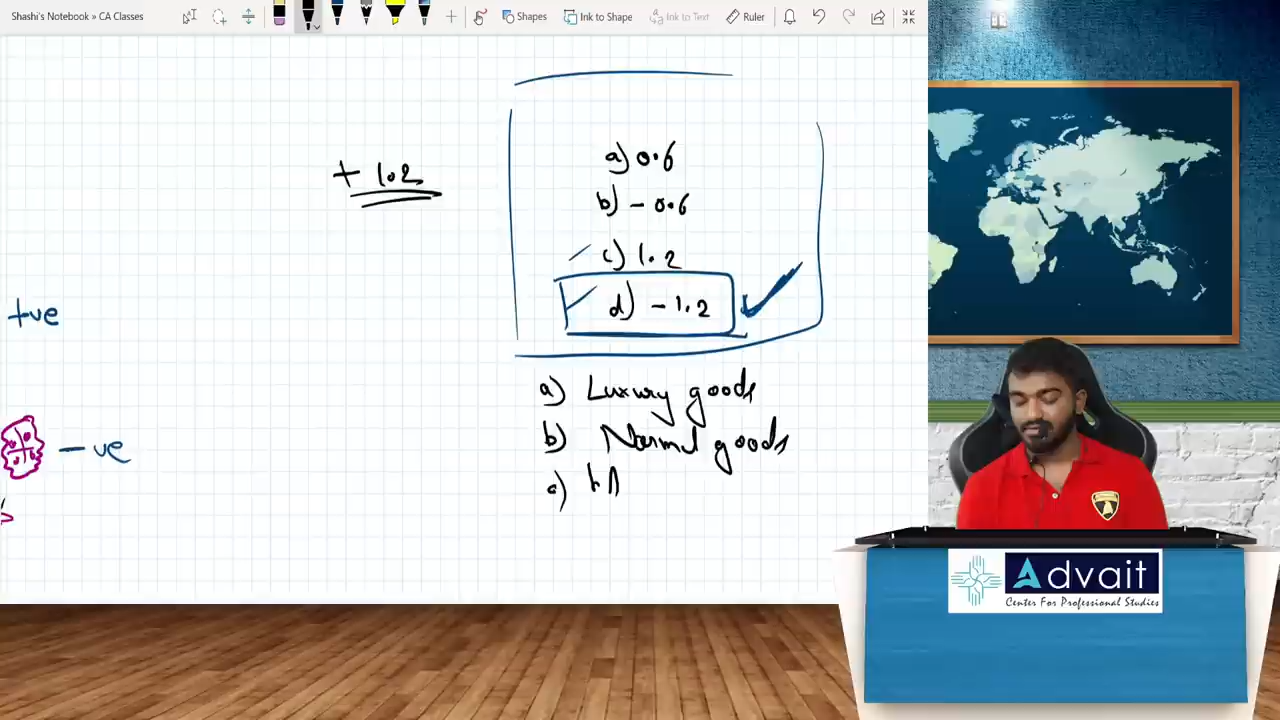 Shashi's Notebook » CA Classes
Shapes
Ink to Shape
Ink to Text
Ruler
+ 1.2
a) 0.6
b) - 0.6
c) 1.2
d) - 1.2
+ve
-ve
a) Luxury goods
b) Normal goods
c)
Advait
Center For Professional Studies